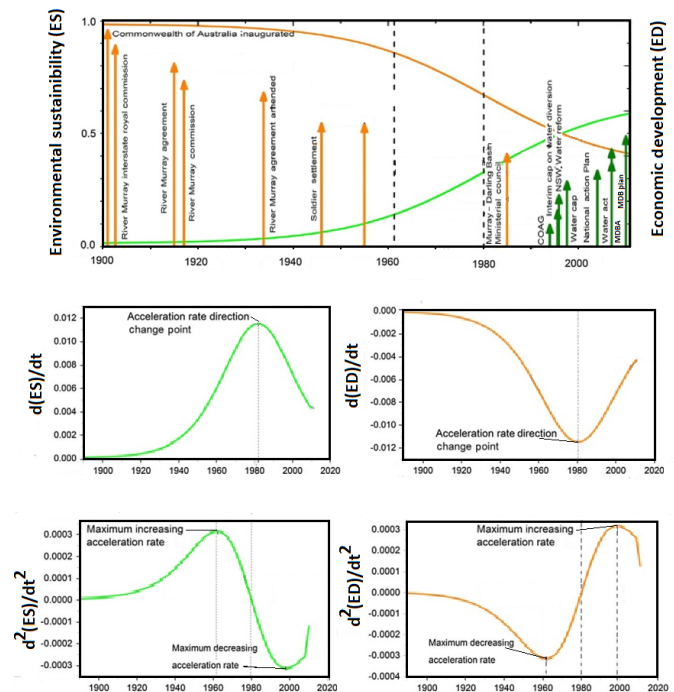 Environmental sustainibility (ES)
1.0
0.5
0.0
Commonwealth of Australia inaugurated
River Murray interstate royal commission
River Murray agreement
River Murray commission
River Murray agreement amended
Soldier settlement
Murray - Darling Basin
Ministerial council
COAG
Interim cap on water diversion
NSW, Water reform
Water cap
National action Plan
Water act
MDBA
MDB plan
Economic development (ED)
1900 1920 1940 1960 1980 2000
d(ES)/dt
0.012
0.010
0.008
0.006
0.004
0.002
0.000
Acceleration rate direction
change point
1900 1920 1940 1960 1980 2000 2020
d(ED)/dt
0.000
-0.002
-0.004
-0.006
-0.008
-0.010
-0.012
Acceleration rate direction
change point
1900 1920 1940 1960 1980 2000 2020
d²(ES)/dt²
0.0003
0.0002
0.0001
0.0000
-0.0001
-0.0002
-0.0003
Maximum increasing
acceleration rate
Maximum decreasing
acceleration rate
1900 1920 1940 1960 1980 2000 2020
d²(ED)/dt²
0.0003
0.0002
0.0001
0.0000
-0.0001
-0.0002
-0.0003
-0.0004
Maximum increasing
acceleration rate
Maximum decreasing
acceleration rate
1900 1920 1940 1960 1980 2000 2020